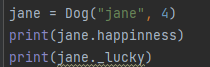 jane = Dog("jane", 4)
print(jane.happinness)
print(jane._lucky)